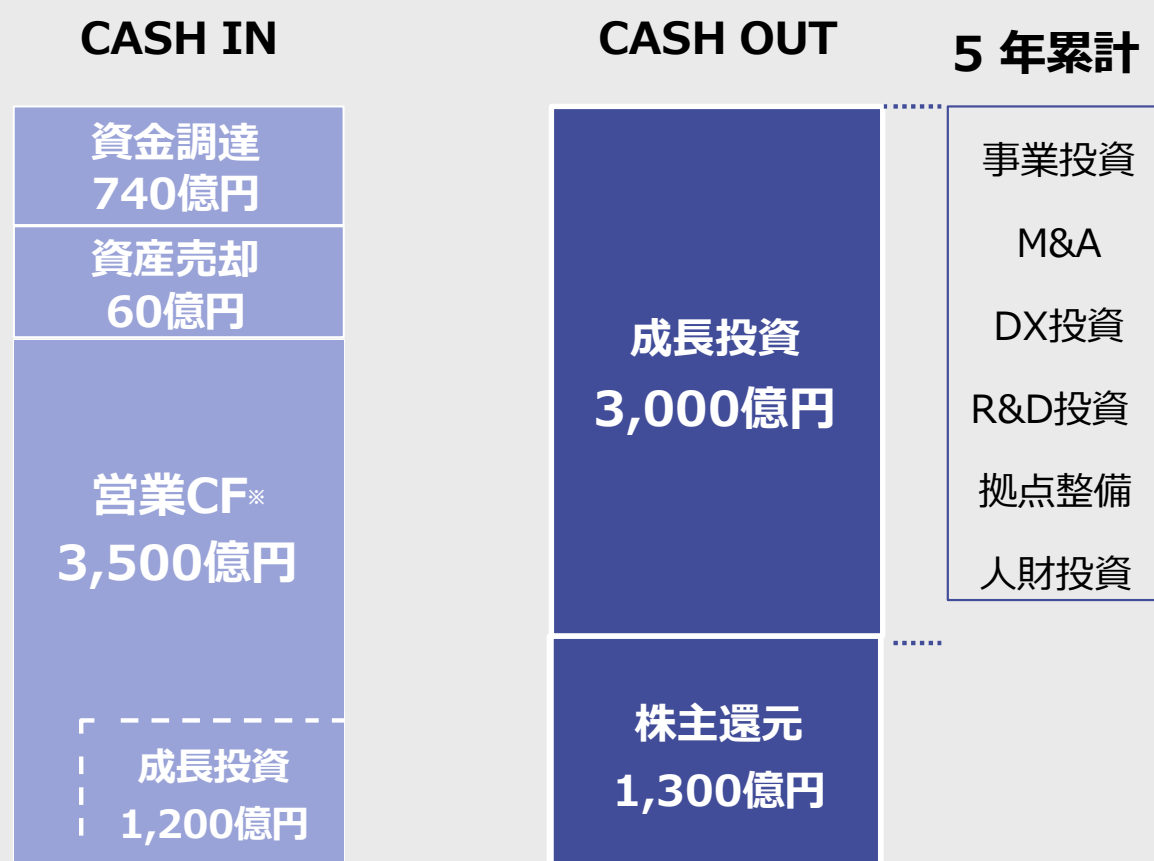 CASH IN
資金調達
740億円
資産売却
60億円
営業CF※
3,500億円
成長投資
1,200億円
CASH OUT
成長投資
3,000億円
株主還元
1,300億円
5 年累計
事業投資
M&A
DX投資
R&D投資
拠点整備
人財投資